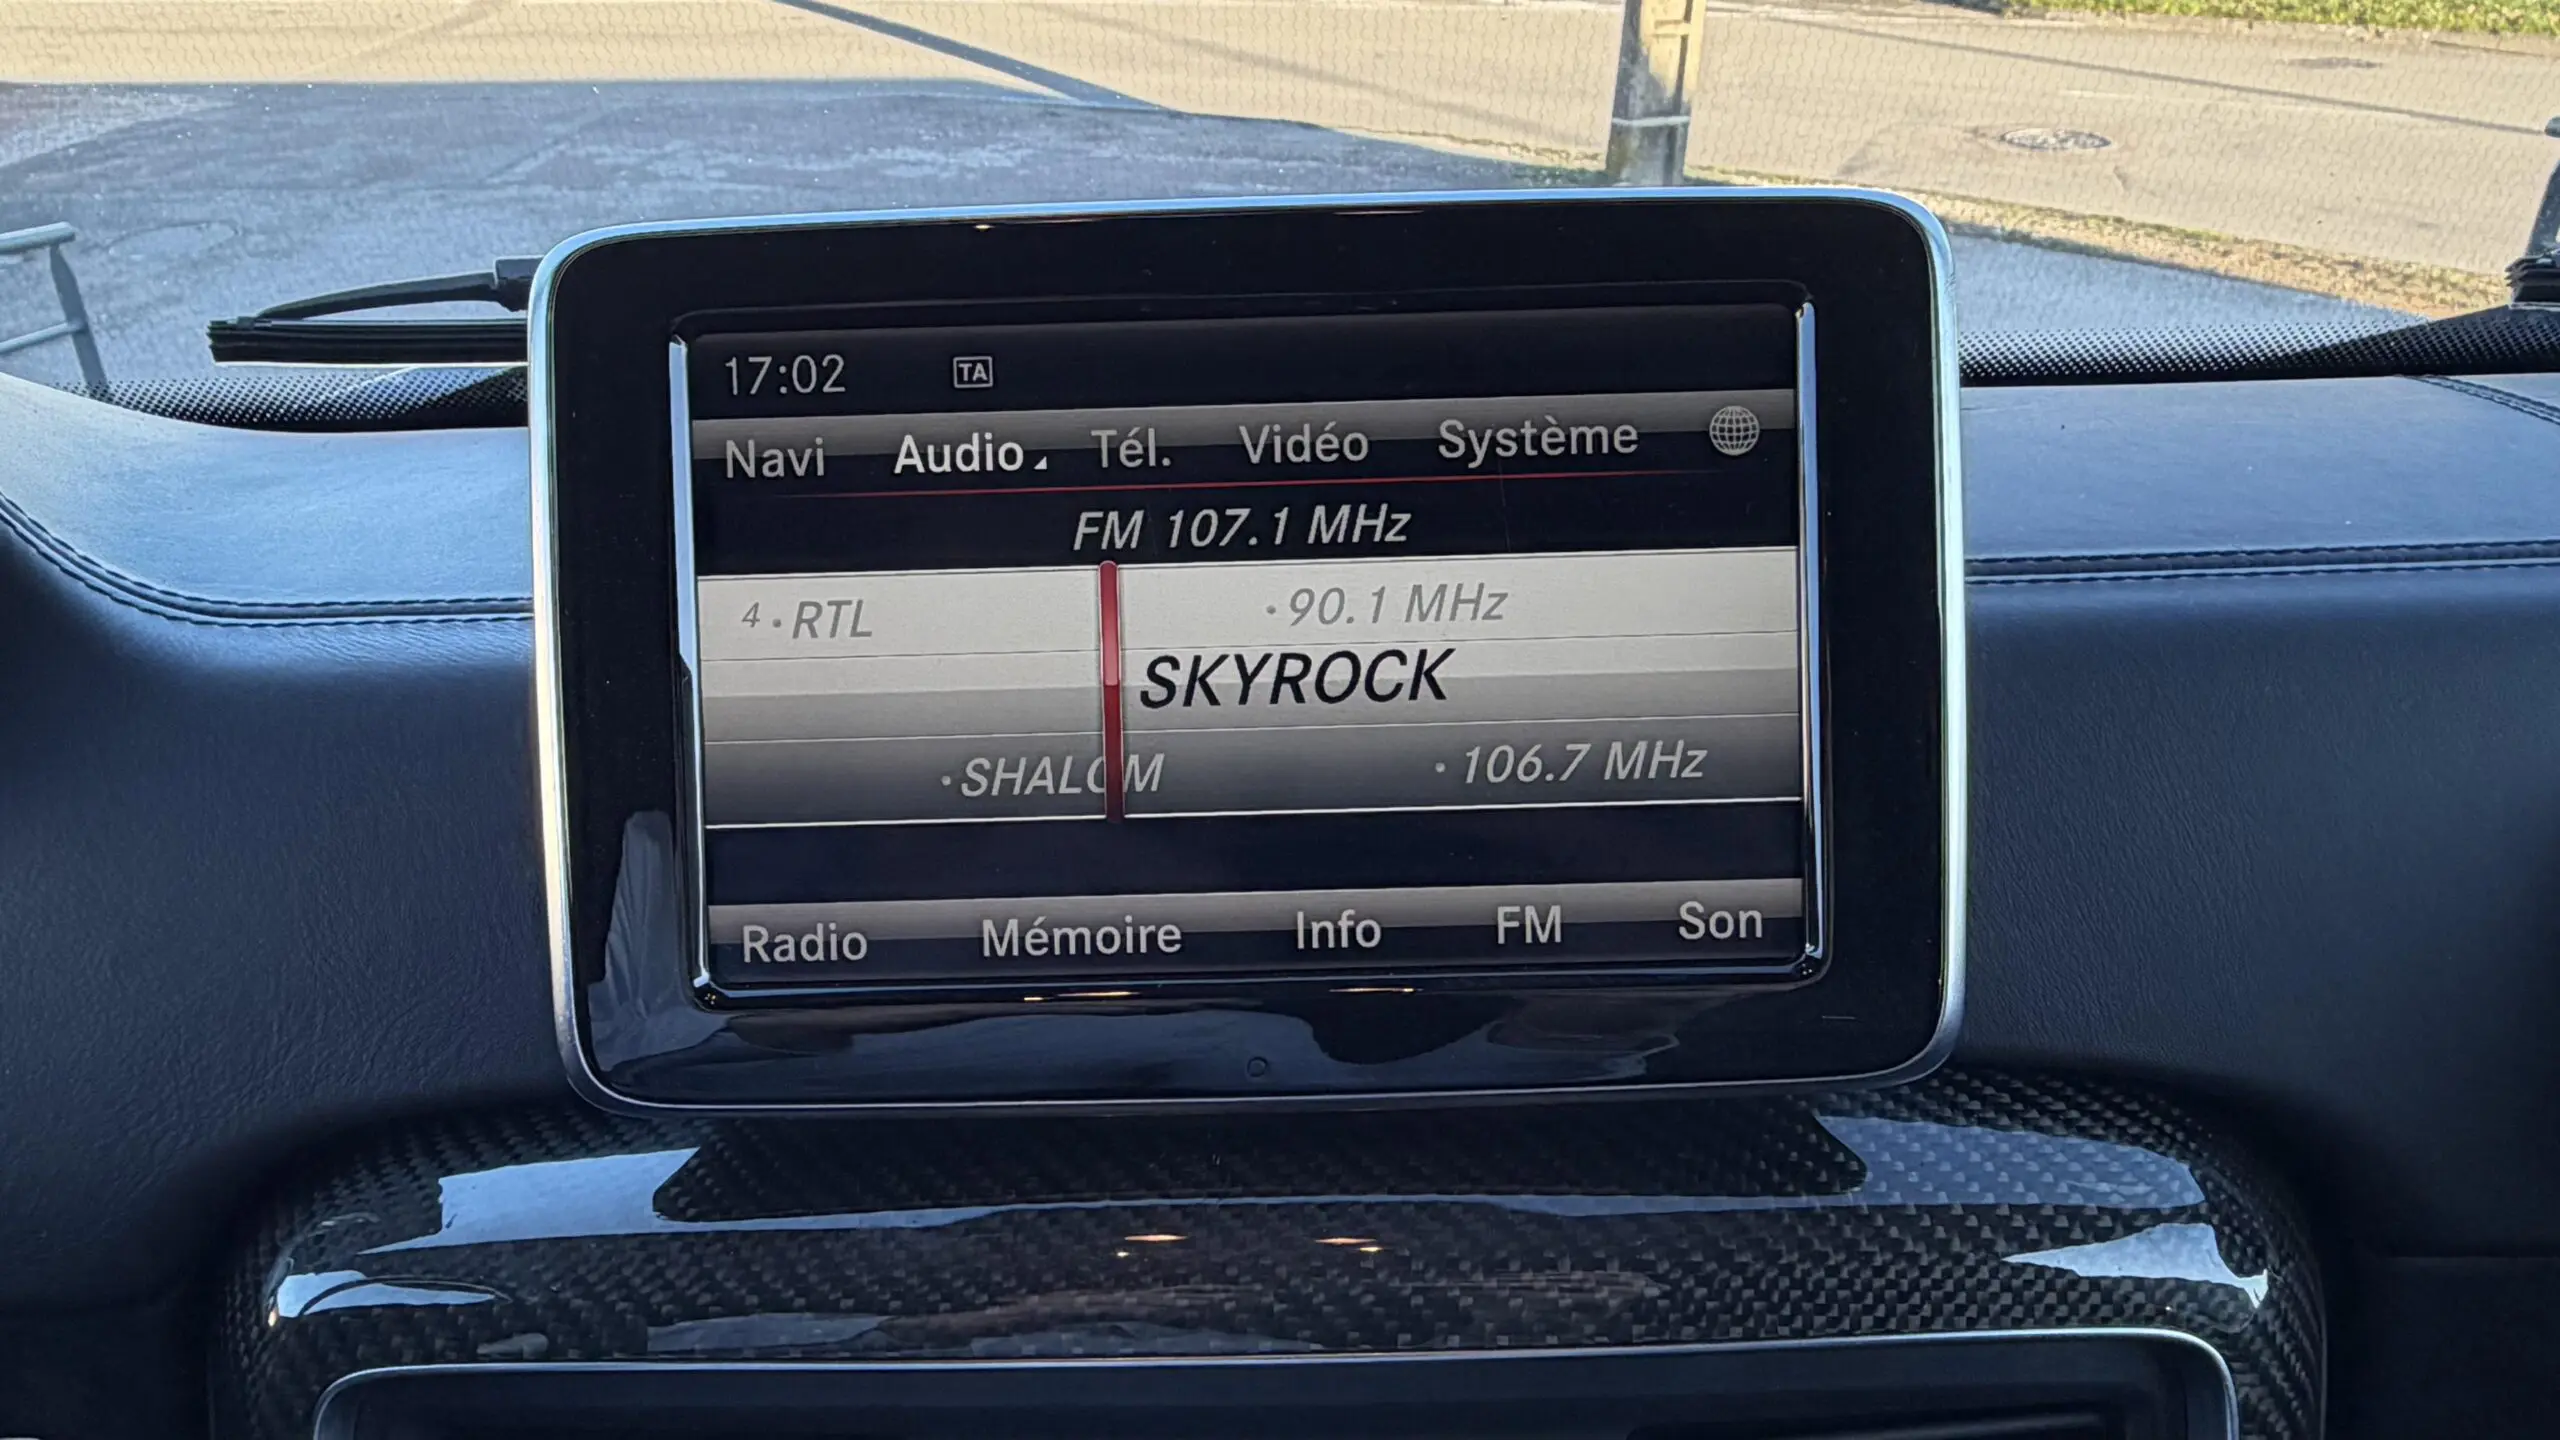 17:02 TA
Navi Audio Tél. Vidéo Système
FM 107.1 MHz
4 · RTL · 90.1 MHz
SKYROCK
· SHALOM · 106.7 MHz
Radio Mémoire Info FM Son